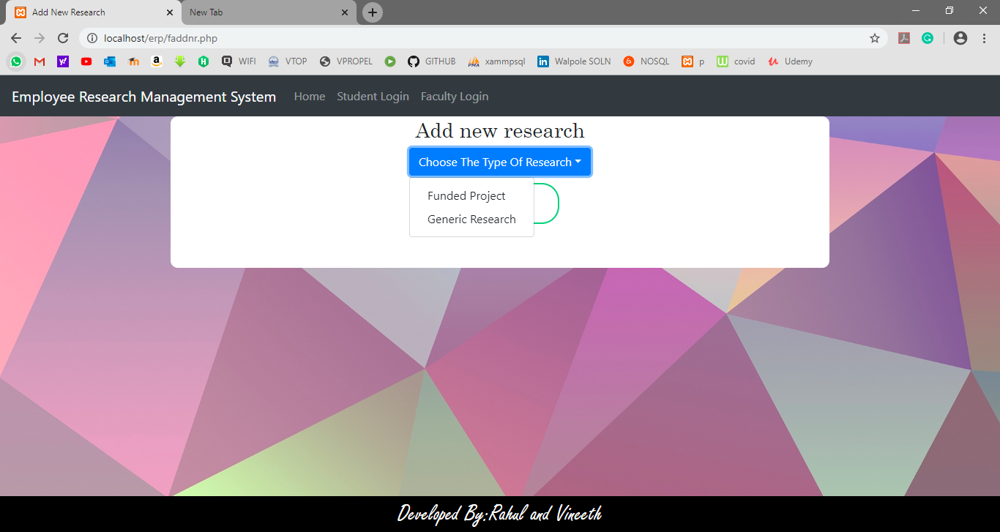 Add New Research
New Tab
localhost/erp/faddnr.php
WIFI VTOP VPROPEL GITHUB PMA xammpsql Walpole SOLN NOSQL p covid Udemy
Employee Research Management System Home Student Login Faculty Login
Add new research
Choose The Type Of Research
Funded Project
Generic Research
Developed By:Rahul and Vineeth